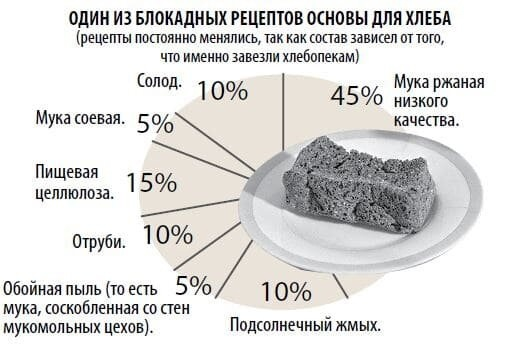 ОДИН ИЗ БЛОКАДНЫХ РЕЦЕПТОВ ОСНОВЫ ДЛЯ ХЛЕБА
(рецепты постоянно менялись, так как состав зависел от того,
что именно завезли хлебопекам)
Солод. 10%
45% Мука ржаная
низкого
качества.
Мука соевая. 5%
Пищевая
целлюлоза. 15%
Отруби. 10%
Обойная пыль (то есть
мука, соскобленная со стен
мукомольных цехов). 5%
10%
Подсолнечный жмых.